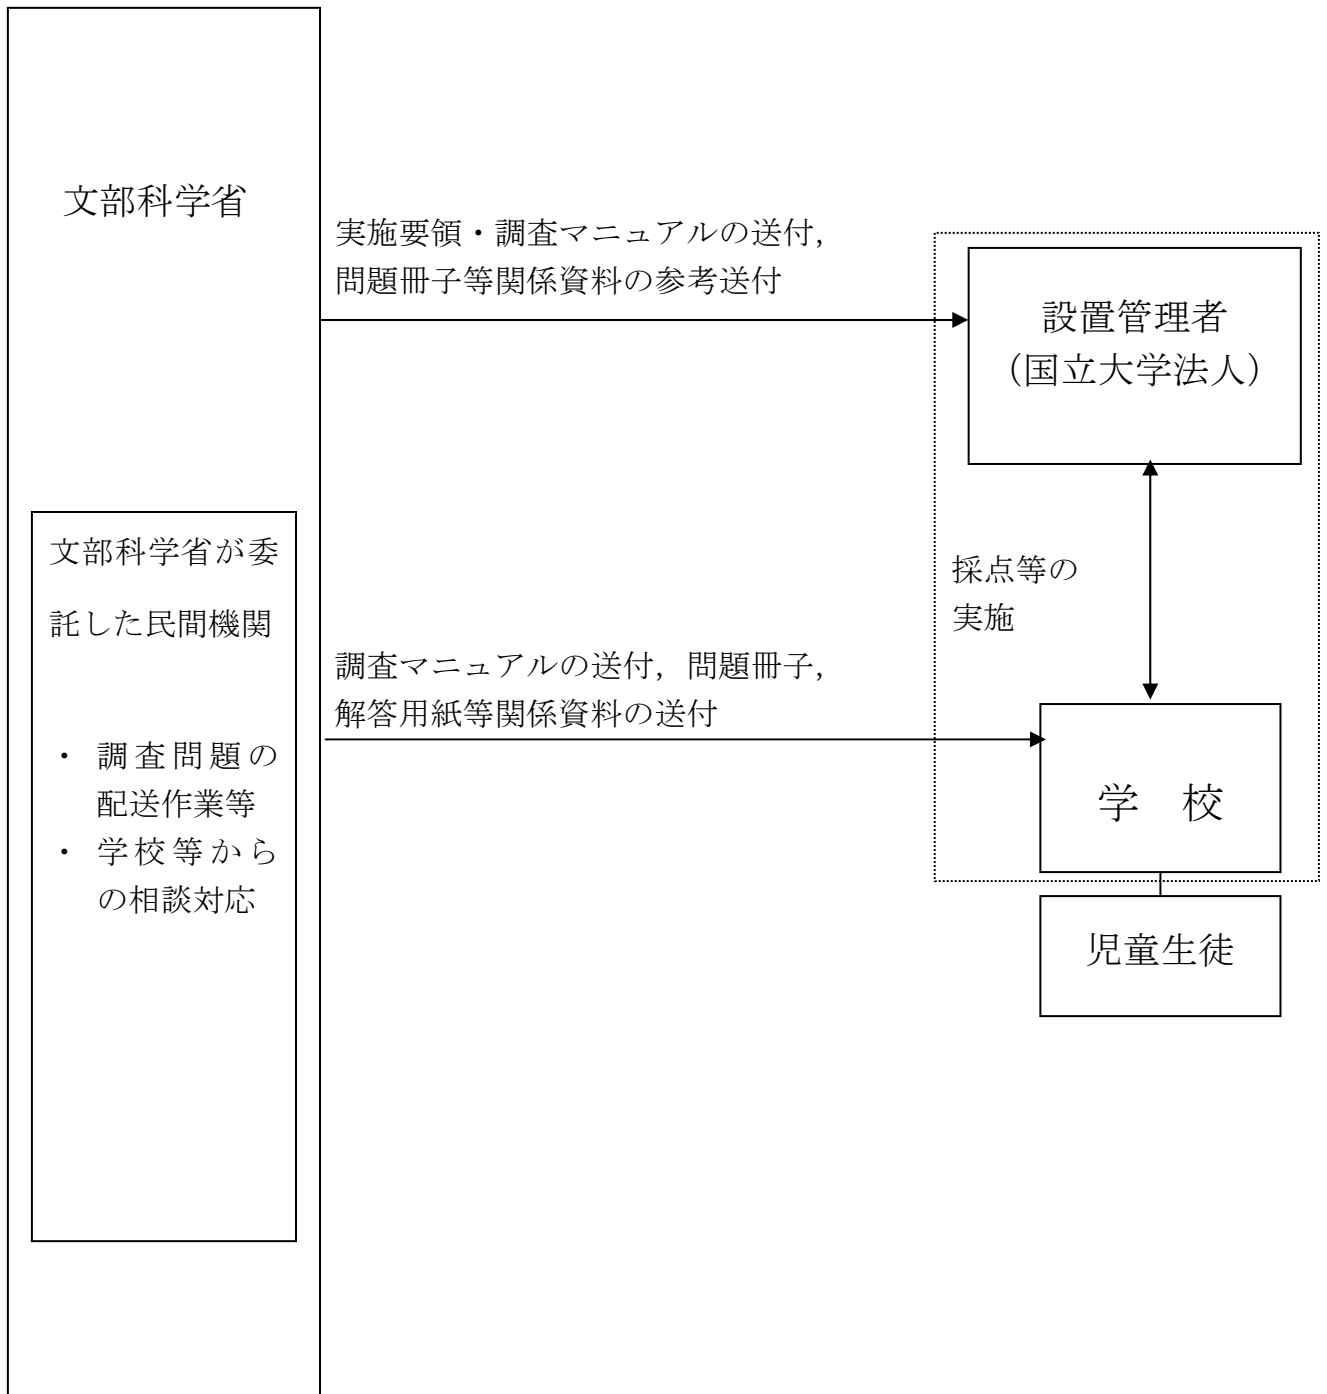 文部科学省
実施要領・調査マニュアルの送付，
問題冊子等関係資料の参考送付
設置管理者
（国立大学法人）
文部科学省が委
託した民間機関
・ 調査問題の
配送作業等
・ 学校等から
の相談対応
採点等の
実施
調査マニュアルの送付，問題冊子，
解答用紙等関係資料の送付
学　校
児童生徒